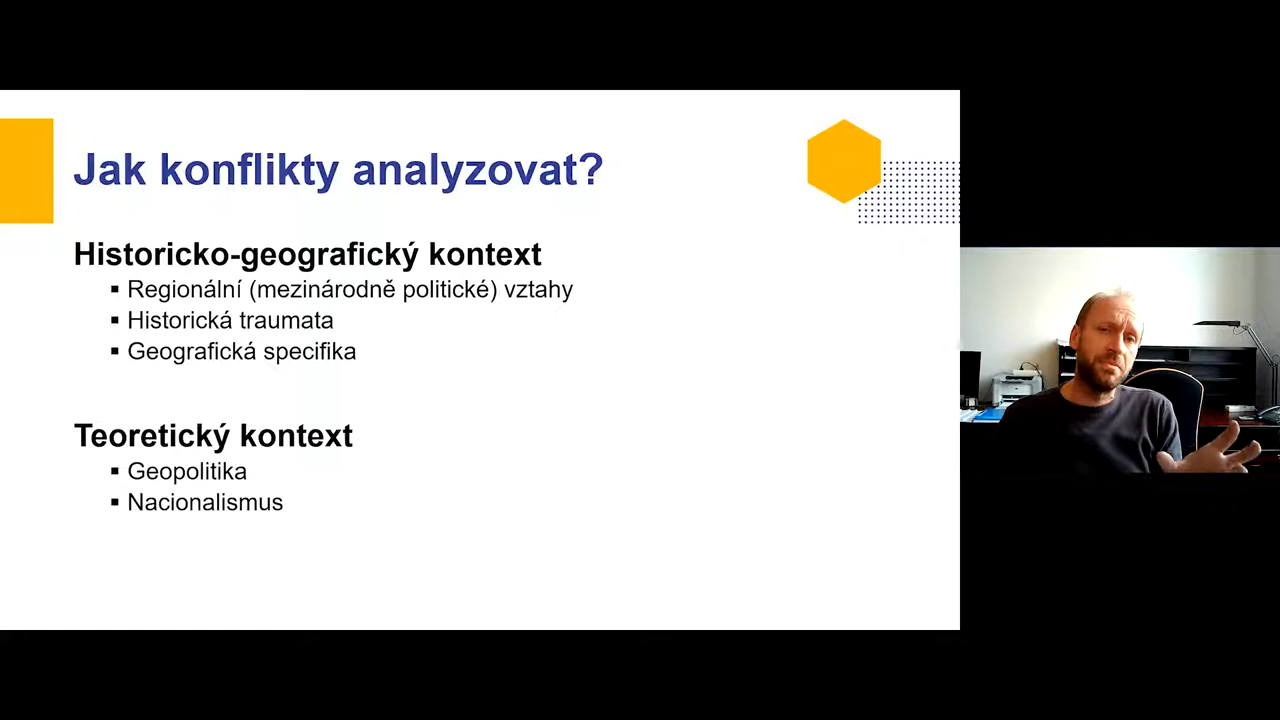 Jak konflikty analyzovat?
Historicko-geografický kontext
▪ Regionální (mezinárodně politické) vztahy
▪ Historická traumata
▪ Geografická specifika
Teoretický kontext
▪ Geopolitika
▪ Nacionalismus